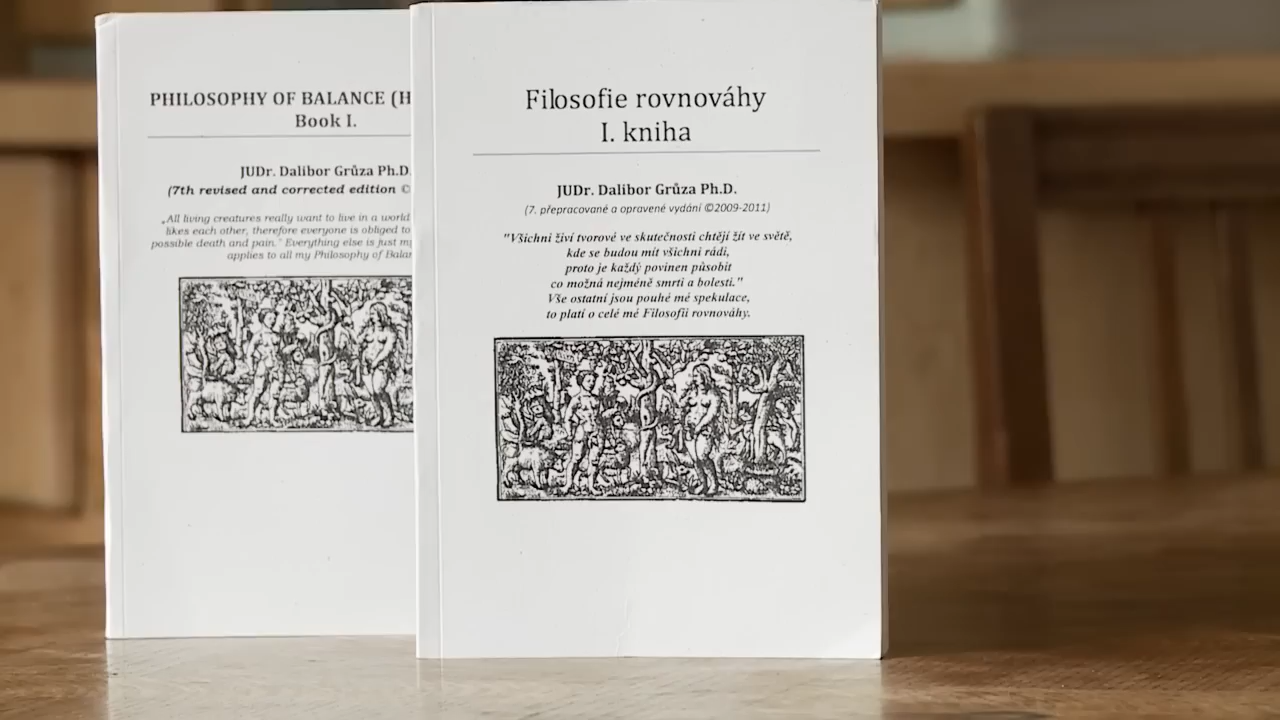 PHILOSOPHY OF BALANCE (H
Book I.
JUDr. Dalibor Grůza Ph.D.
(7th revised and corrected edition ©
„All living creatures really want to live in a world
likes each other, therefore everyone is obliged to
possible death and pain." Everything else is just my
applies to all my Philosophy of Balan
Filosofie rovnováhy
I. kniha
JUDr. Dalibor Grůza Ph.D.
(7. přepracované a opravené vydání ©2009-2011)
"Všichni živí tvorové ve skutečnosti chtějí žít ve světě,
kde se budou mít všichni rádi,
proto je každý povinen působit
co možná nejméně smrti a bolesti."
Vše ostatní jsou pouhé mé spekulace,
to platí o celé mé Filosofii rovnováhy.